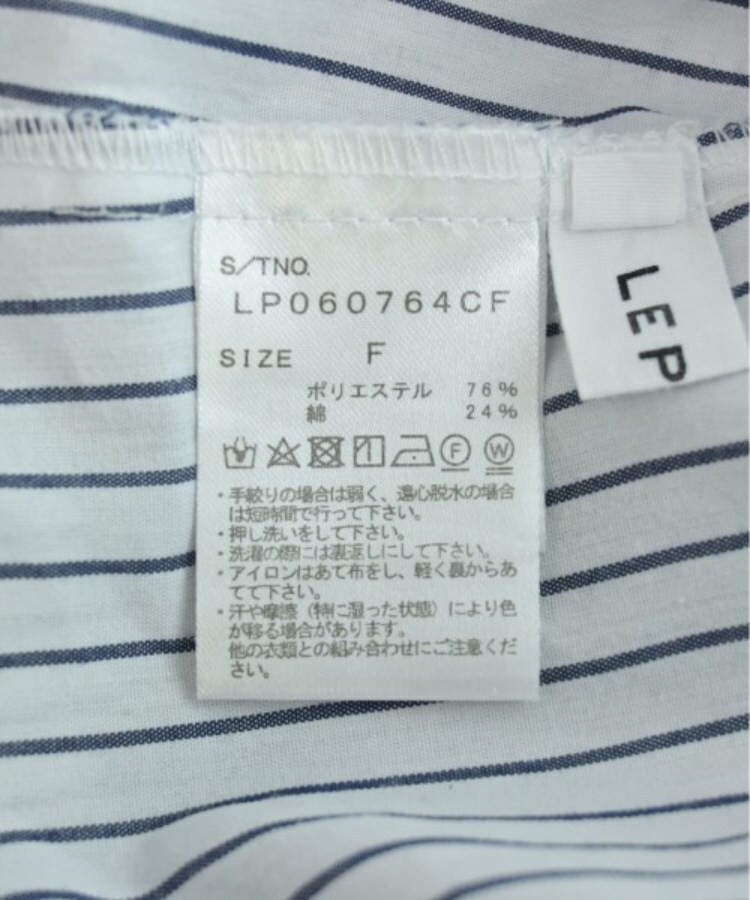 S/TNO.
LP060764CF
SIZE F
ポリエステル 76%
綿 24%
F W
・手絞りの場合は弱く、遠心脱水の場合
は短時間で行って下さい。
・押し洗いをして下さい。
・洗濯の際には裏返しにして下さい。
・アイロンはあて布をし、軽く裏からあ
てて下さい。
・汗や摩擦(特に湿った状態)により色
が移る場合があります。
他の衣類との組み合わせにご注意くだ
さい。
LEP